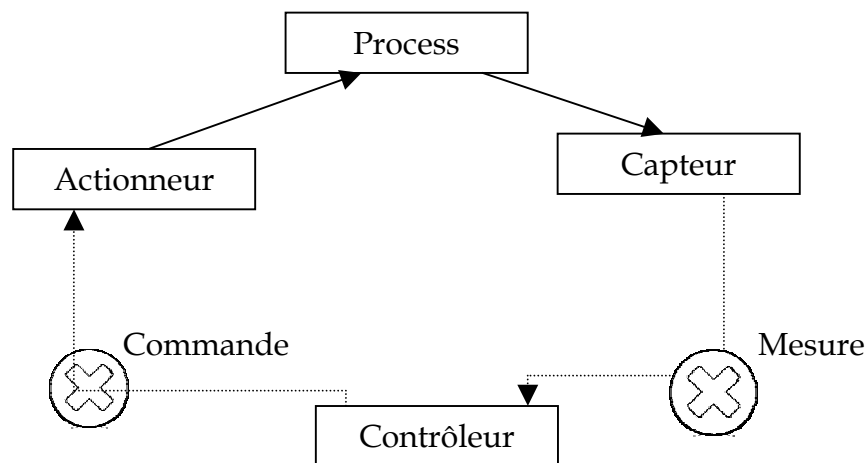 Process
Capteur
Actionneur
Commande
Mesure
Contrôleur